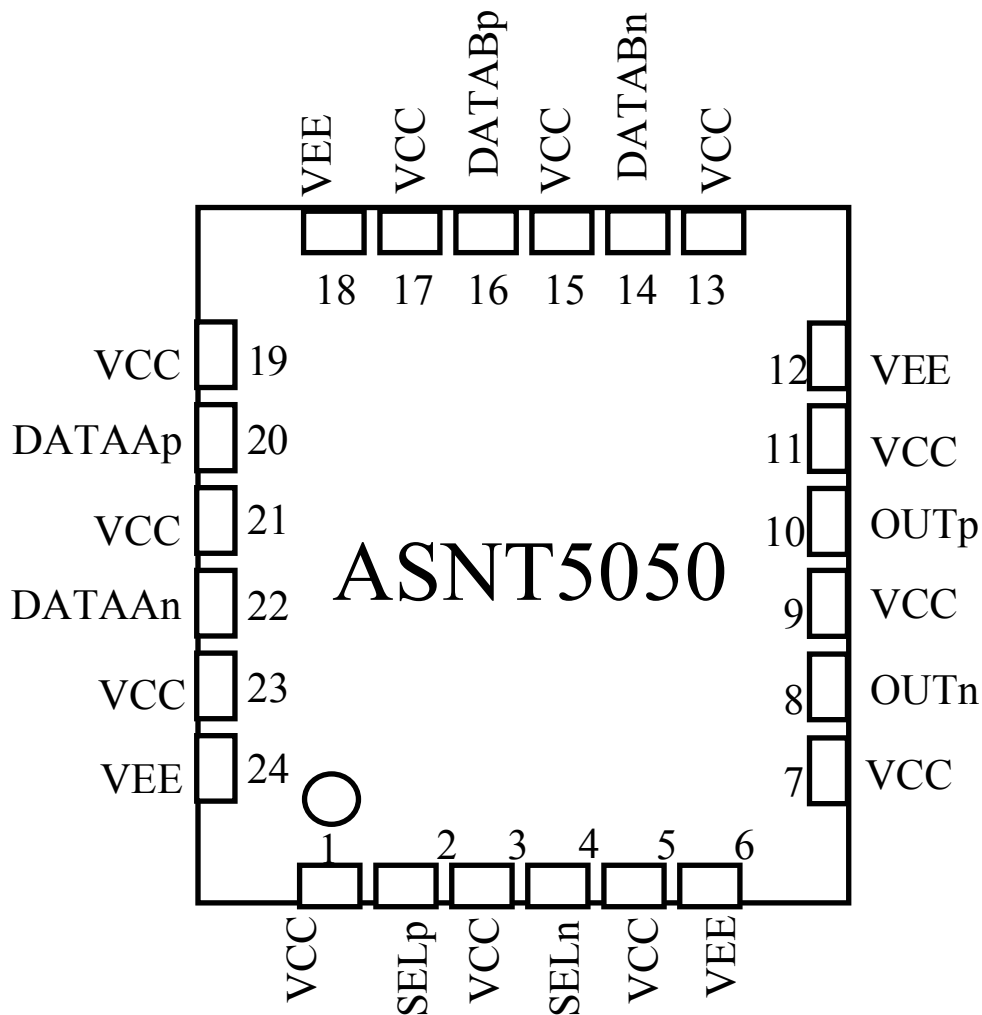 VEE
VCC
DATABp
VCC
DATABn
VCC
18
17
16
15
14
13
VCC
19
DATAAp
20
VCC
21
DATAAn
22
VCC
23
VEE
24
ASNT5050
12
VEE
11
VCC
10
OUTp
9
VCC
8
OUTn
7
VCC
1
2
3
4
5
6
VCC
SELp
VCC
SELn
VCC
VEE